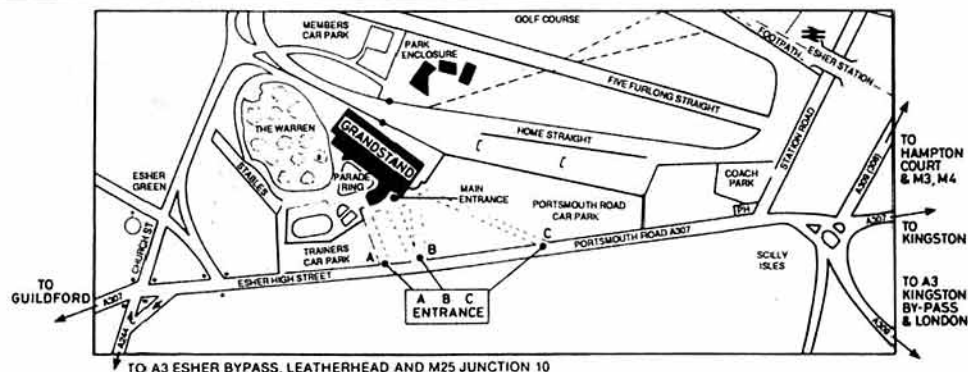 GOLF COURSE
MEMBERS
CAR PARK
PARK
ENCLOSURE
FOOTPATH
ESHER STATION
FIVE FURLONG STRAIGHT
THE WARREN
GRANDSTAND
HOME STRAIGHT
STATION ROAD
TO
HAMPTON
COURT
& M3, M4
A309 (308)
ESHER
GREEN
STABLES
PARADE
RING
MAIN
ENTRANCE
COACH
PARK
PORTSMOUTH ROAD
CAR PARK
PH
CHURCH ST
TRAINERS
CAR PARK
A
B
C
PORTSMOUTH ROAD A307
A307
TO
KINGSTON
SCILLY
ISLES
ESHER HIGH STREET
TO
GUILDFORD
A307
A B C
ENTRANCE
TO A3
KINGSTON
BY-PASS
& LONDON
A244
A309
TO A3 ESHER BYPASS, LEATHERHEAD AND M25 JUNCTION 10